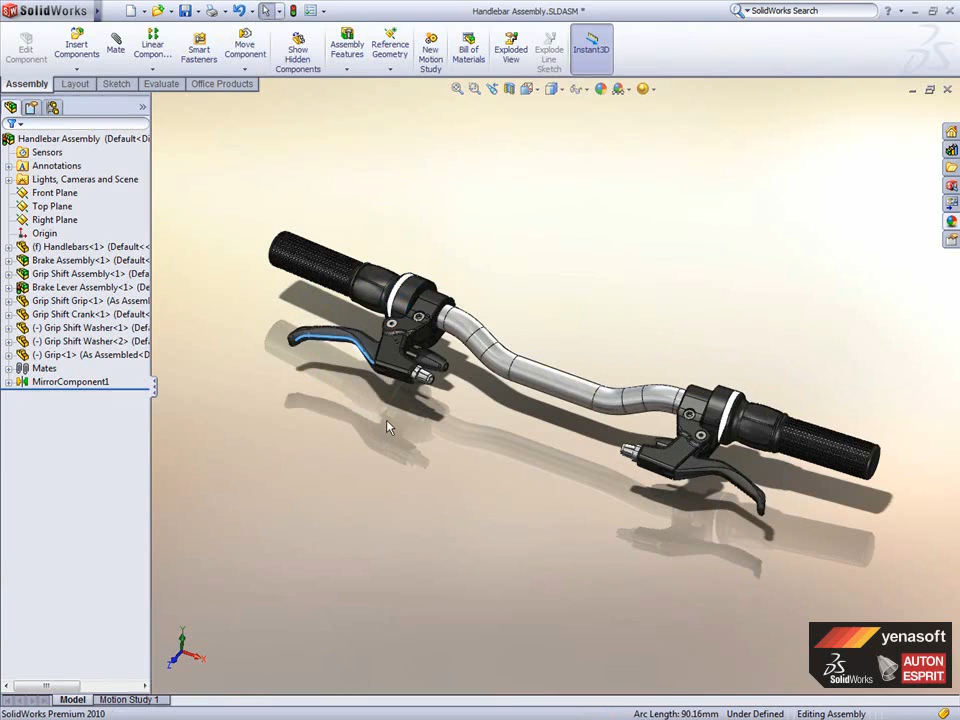 SolidWorks
Handlebar Assembly.SLDASM *
SolidWorks Search
Edit Component
Insert Components
Mate
Linear Compon...
Smart Fasteners
Move Component
Show Hidden Components
Assembly Features
Reference Geometry
New Motion Study
Bill of Materials
Exploded View
Explode Line Sketch
Instant3D
Assembly
Layout
Sketch
Evaluate
Office Products
Handlebar Assembly (Default<Di
Sensors
Annotations
Lights, Cameras and Scene
Front Plane
Top Plane
Right Plane
Origin
(f) Handlebars<1> (Default<<
Brake Assembly<1> (Default<
Grip Shift Assembly<1> (Defa
Brake Lever Assembly<1> (De
Grip Shift Grip<1> (As Assembl
Grip Shift Crank<1> (As Assem
(-) Grip Shift Washer<1> (Def
(-) Grip Shift Washer<2> (Def
(-) Grip<1> (As Assembled<D
Mates
MirrorComponent1
Y
X
Z
yenasoft
SolidWorks
AUTON
ESPRIT
Model
Motion Study 1
SolidWorks Premium 2010
Arc Length: 90.16mm
Under Defined
Editing Assembly